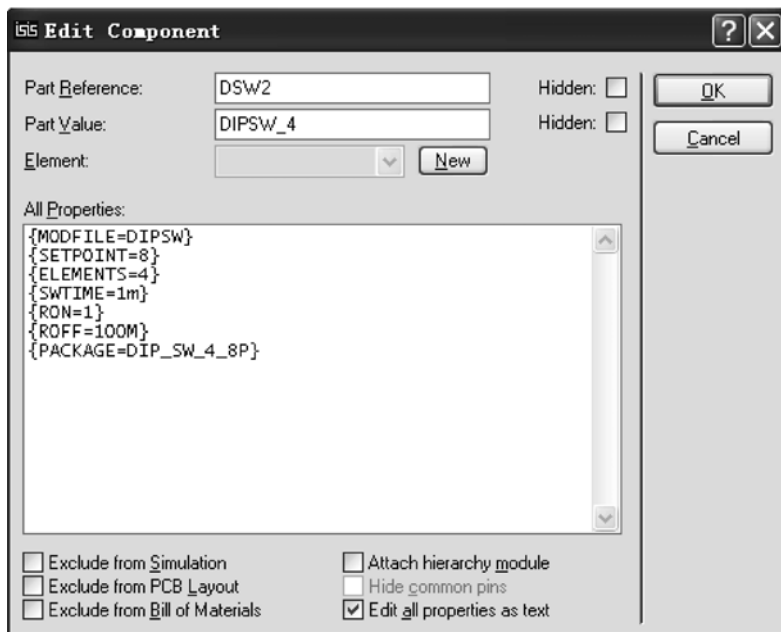 isis Edit Component
Part Reference: DSW2 Hidden:
Part Value: DIPSW_4 Hidden:
Element: New
OK
Cancel
All Properties:
{MODFILE=DIPSW}
{SETPOINT=8}
{ELEMENTS=4}
{SWTIME=1m}
{RON=1}
{ROFF=100M}
{PACKAGE=DIP_SW_4_8P}
Exclude from Simulation Attach hierarchy module
Exclude from PCB Layout Hide common pins
Exclude from Bill of Materials Edit all properties as text